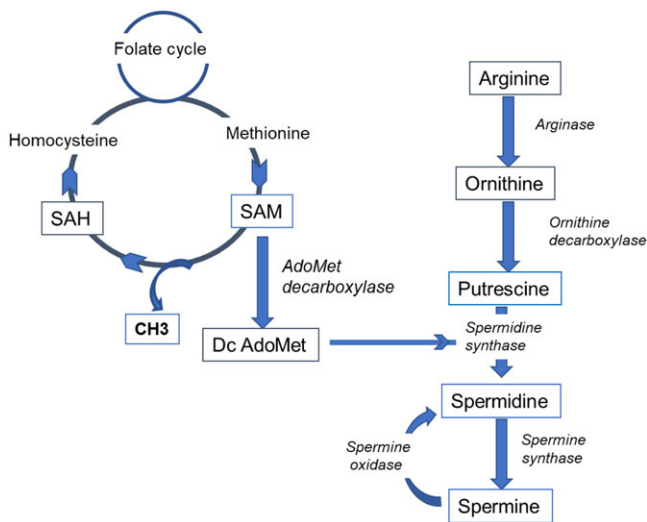 Folate cycle
Homocysteine
Methionine
SAH
SAM
CH3
AdoMet
decarboxylase
Dc AdoMet
Arginine
Arginase
Ornithine
Ornithine
decarboxylase
Putrescine
Spermidine
synthase
Spermidine
Spermine
oxidase
Spermine
synthase
Spermine